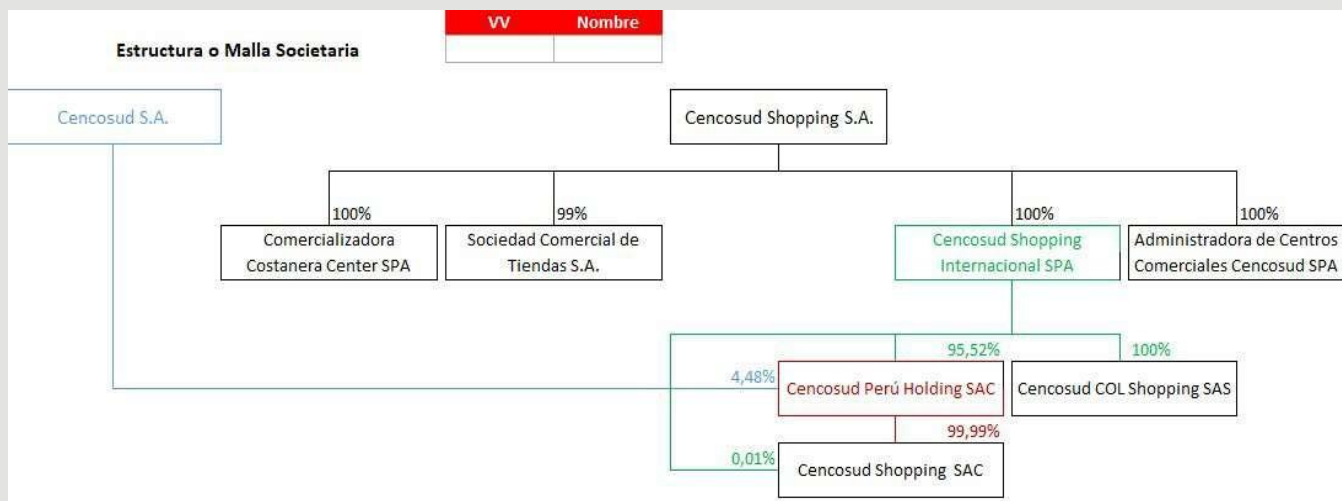 VV Nombre
Estructura o Malla Societaria
Cencosud S.A. Cencosud Shopping S.A.
100% 99% 100% 100%
Comercializadora Sociedad Comercial de Cencosud Shopping Administradora de Centros
Costanera Center SPA Tiendas S.A. Internacional SPA Comerciales Cencosud SPA
95,52% 100%
4,48% Cencosud Perú Holding SAC Cencosud COL Shopping SAS
99,99%
0,01% Cencosud Shopping SAC